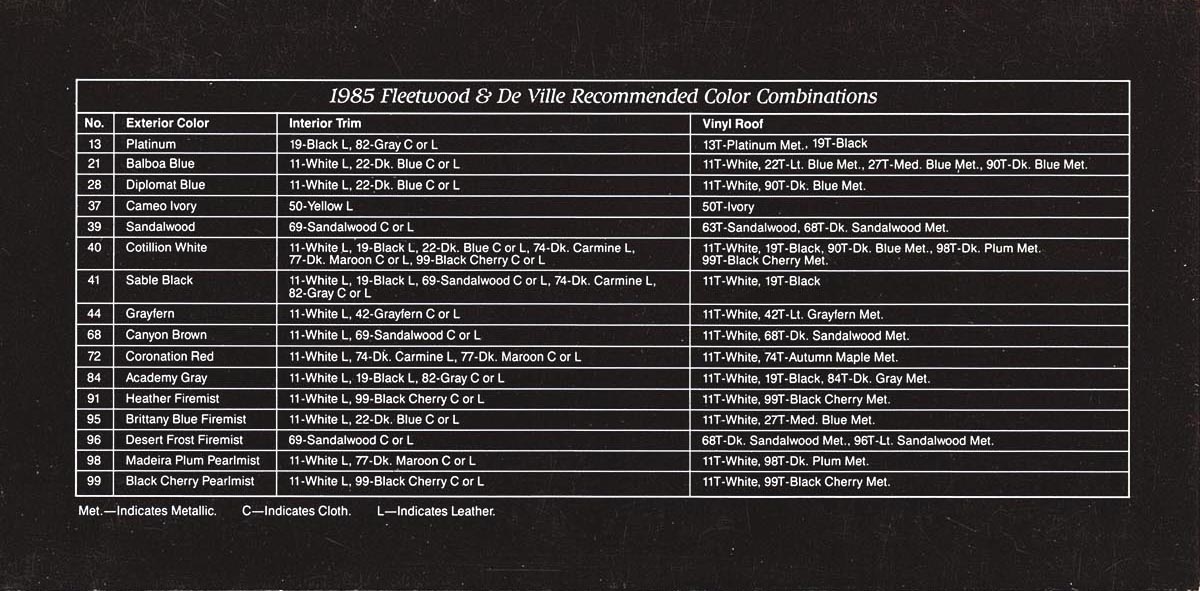 1985 Fleetwood & De Ville Recommended Color Combinations
No. Exterior Color Interior Trim Vinyl Roof
13 Platinum 19-Black L, 82-Gray C or L 13T-Platinum Met., 19T-Black
21 Balboa Blue 11-White L, 22-Dk. Blue C or L 11T-White, 22T-Lt. Blue Met., 27T-Med. Blue Met., 90T-Dk. Blue Met.
28 Diplomat Blue 11-White L, 22-Dk. Blue C or L 11T-White, 90T-Dk. Blue Met.
37 Cameo Ivory 50-Yellow L 50T-Ivory
39 Sandalwood 69-Sandalwood C or L 63T-Sandalwood, 68T-Dk. Sandalwood Met.
40 Cotillion White 11-White L, 19-Black L, 22-Dk. Blue C or L, 74-Dk. Carmine L, 11T-White, 19T-Black, 90T-Dk. Blue Met., 98T-Dk. Plum Met.
77-Dk. Maroon C or L, 99-Black Cherry C or L 99T-Black Cherry Met.
41 Sable Black 11-White L, 19-Black L, 69-Sandalwood C or L, 74-Dk. Carmine L, 11T-White, 19T-Black
82-Gray C or L
44 Grayfern 11-White L, 42-Grayfern C or L 11T-White, 42T-Lt. Grayfern Met.
68 Canyon Brown 11-White L, 69-Sandalwood C or L 11T-White, 68T-Dk. Sandalwood Met.
72 Coronation Red 11-White L, 74-Dk. Carmine L, 77-Dk. Maroon C or L 11T-White, 74T-Autumn Maple Met.
84 Academy Gray 11-White L, 19-Black L, 82-Gray C or L 11T-White, 19T-Black, 84T-Dk. Gray Met.
91 Heather Firemist 11-White L, 99-Black Cherry C or L 11T-White, 99T-Black Cherry Met.
95 Brittany Blue Firemist 11-White L, 22-Dk. Blue C or L 11T-White, 27T-Med. Blue Met.
96 Desert Frost Firemist 69-Sandalwood C or L 68T-Dk. Sandalwood Met., 96T-Lt. Sandalwood Met.
98 Madeira Plum Pearlmist 11-White L, 77-Dk. Maroon C or L 11T-White, 98T-Dk. Plum Met.
99 Black Cherry Pearlmist 11-White L, 99-Black Cherry C or L 11T-White, 99T-Black Cherry Met.
Met.—Indicates Metallic. C—Indicates Cloth. L—Indicates Leather.